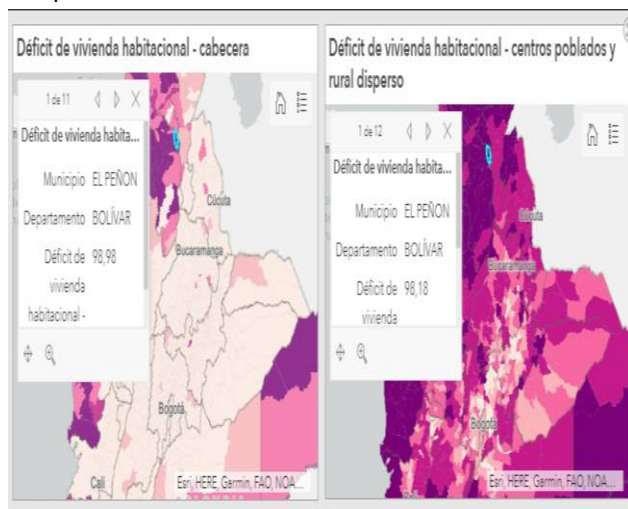 Déficit de vivienda habitacional - cabecera
1 de 11
Déficit de vivienda habita...
Municipio EL PEÑON
Departamento BOLÍVAR
Déficit de 98,98
vivienda
habitacional -
Cúcuta
Bucaramanga
Bogotá
Cali
Esri, HERE, Garmin, FAO, NOA...
Déficit de vivienda habitacional - centros poblados y
rural disperso
1 de 12
Déficit de vivienda habita...
Municipio EL PEÑON
Departamento BOLÍVAR
Déficit de 98,18
vivienda
Cúcuta
Bucaramanga
Bogotá
Cali
Esri, HERE, Garmin, FAO, NOA...